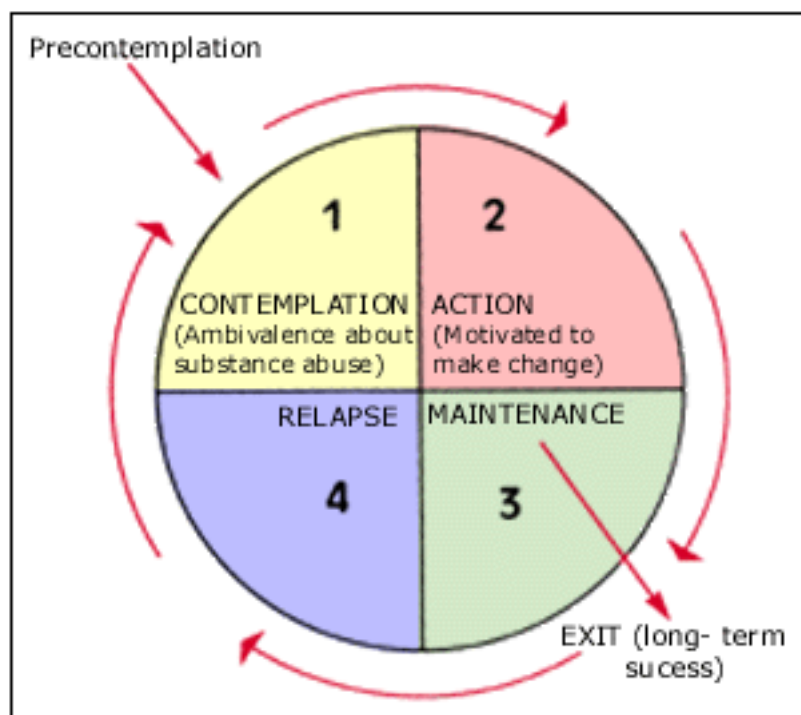 Precontemplation
1
2
CONTEMPLATION
(Ambivalence about
substance abuse)
ACTION
(Motivated to
make change)
RELAPSE
MAINTENANCE
4
3
EXIT (long- term
sucess)